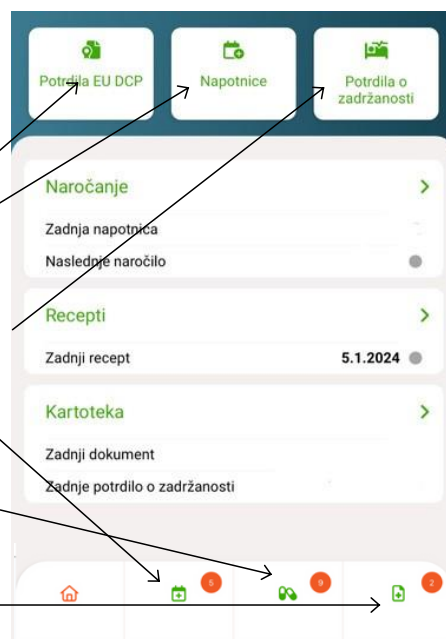 Potrdila EU DCP
Napotnice
Potrdila o
zadržanosti
Naročanje
Zadnja napotnica
Naslednje naročilo
Recepti
Zadnji recept 5.1.2024
Kartoteka
Zadnji dokument
Zadnje potrdilo o zadržanosti
5 9 2